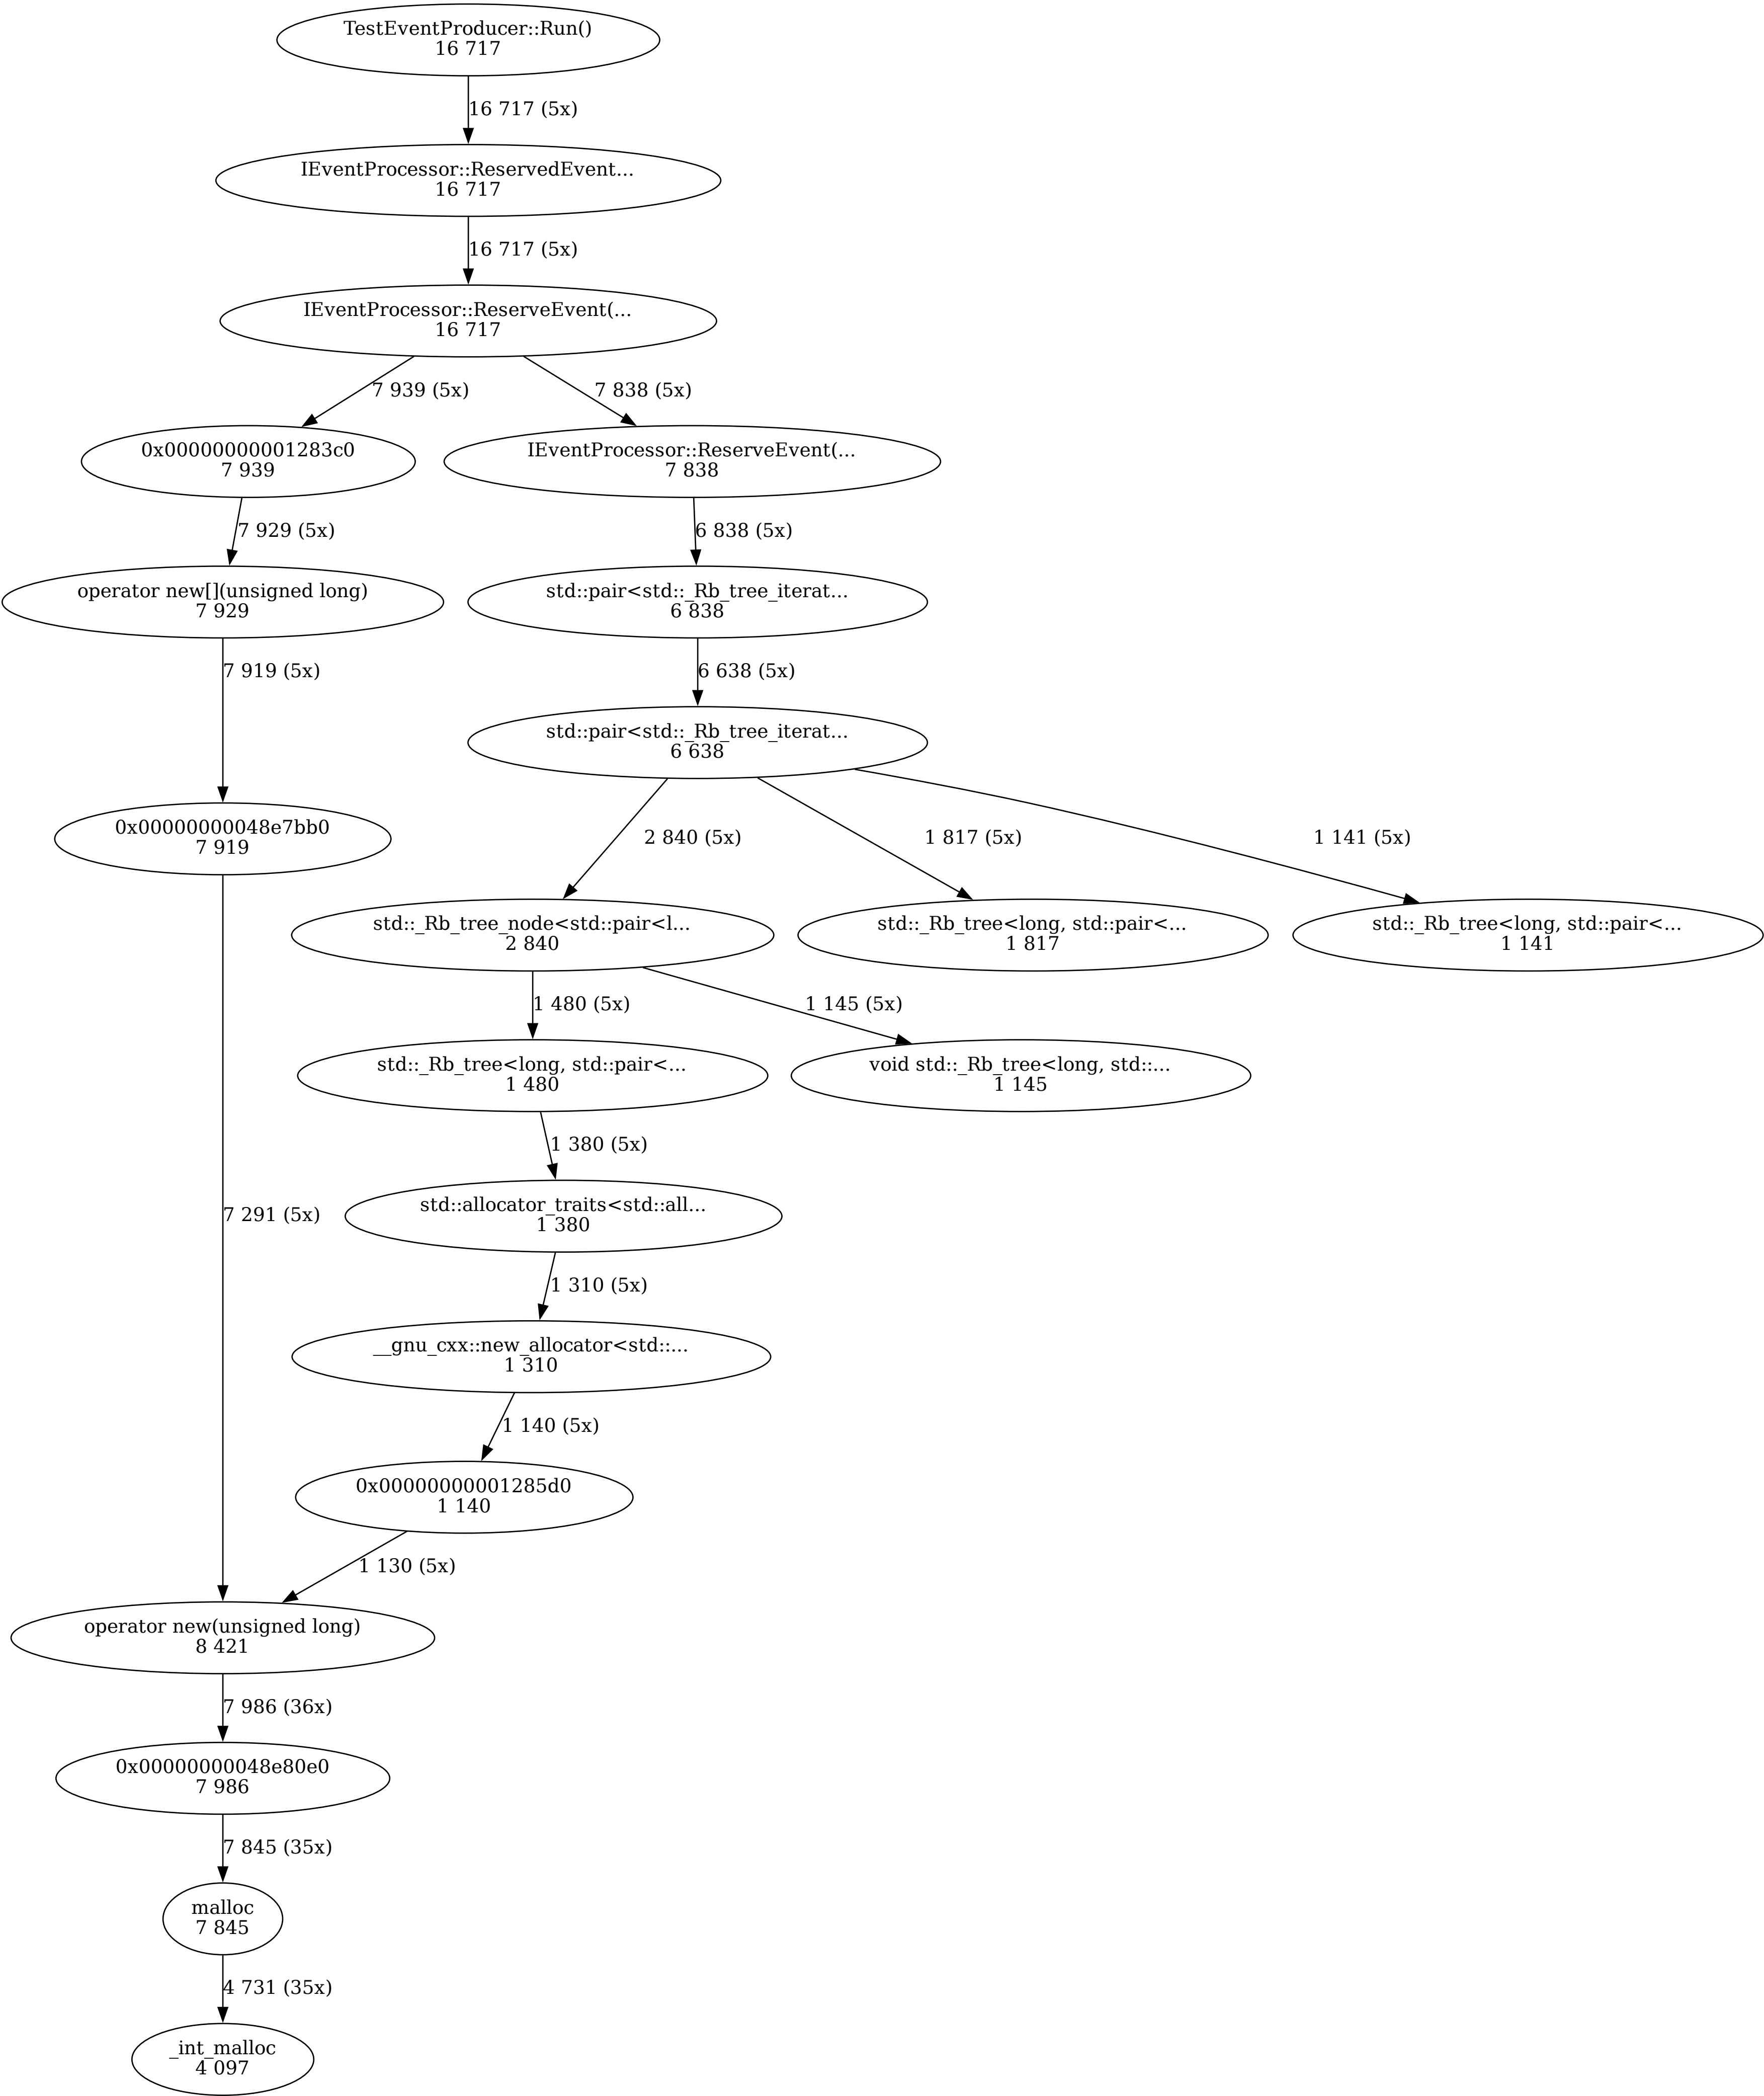 TestEventProducer::Run()
16 717
16 717 (5x)
IEventProcessor::ReservedEvent...
16 717
16 717 (5x)
IEventProcessor::ReserveEvent(...
16 717
7 939 (5x)
7 838 (5x)
0x00000000001283c0
7 939
IEventProcessor::ReserveEvent(...
7 838
7 929 (5x)
6 838 (5x)
operator new[](unsigned long)
7 929
std::pair<std::_Rb_tree_iterat...
6 838
7 919 (5x)
6 638 (5x)
std::pair<std::_Rb_tree_iterat...
6 638
0x00000000048e7bb0
7 919
2 840 (5x)
1 817 (5x)
1 141 (5x)
std::_Rb_tree_node<std::pair<l...
2 840
std::_Rb_tree<long, std::pair<...
1 817
std::_Rb_tree<long, std::pair<...
1 141
1 480 (5x)
1 145 (5x)
std::_Rb_tree<long, std::pair<...
1 480
void std::_Rb_tree<long, std::...
1 145
1 380 (5x)
7 291 (5x)
std::allocator_traits<std::all...
1 380
1 310 (5x)
__gnu_cxx::new_allocator<std::...
1 310
1 140 (5x)
0x00000000001285d0
1 140
1 130 (5x)
operator new(unsigned long)
8 421
7 986 (36x)
0x00000000048e80e0
7 986
7 845 (35x)
malloc
7 845
4 731 (35x)
_int_malloc
4 097